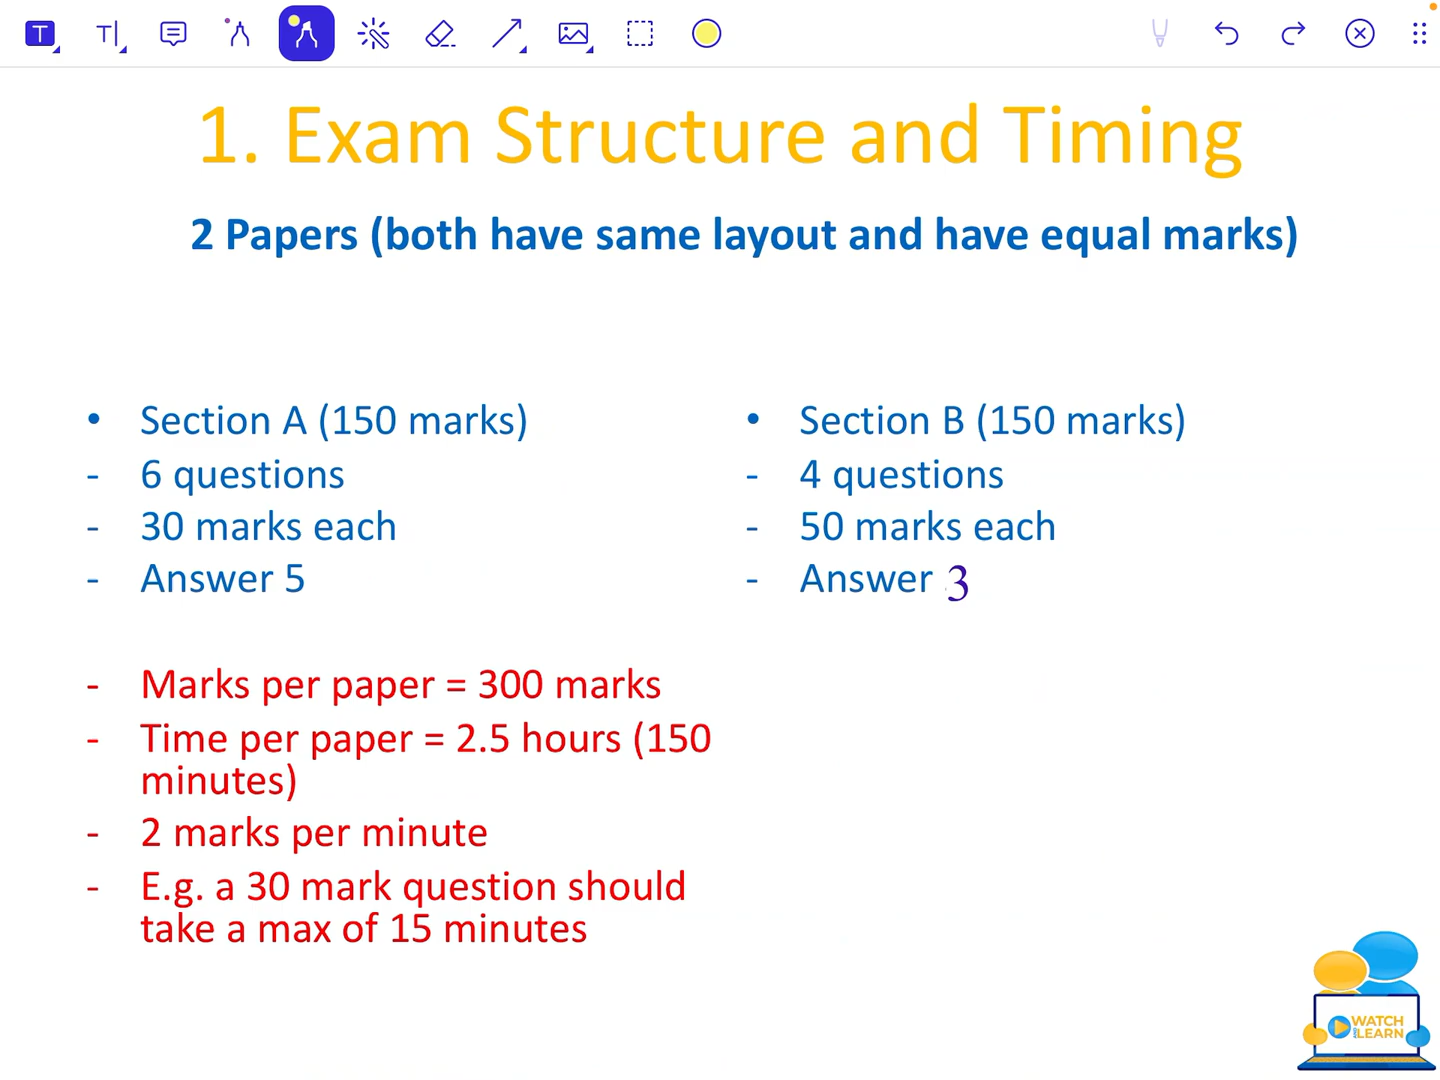 1. Exam Structure and Timing
2 Papers (both have same layout and have equal marks)
• Section A (150 marks)
- 6 questions
- 30 marks each
- Answer 5
- Marks per paper = 300 marks
- Time per paper = 2.5 hours (150
minutes)
- 2 marks per minute
- E.g. a 30 mark question should
take a max of 15 minutes
• Section B (150 marks)
- 4 questions
- 50 marks each
- Answer 3
WATCH
AND LEARN